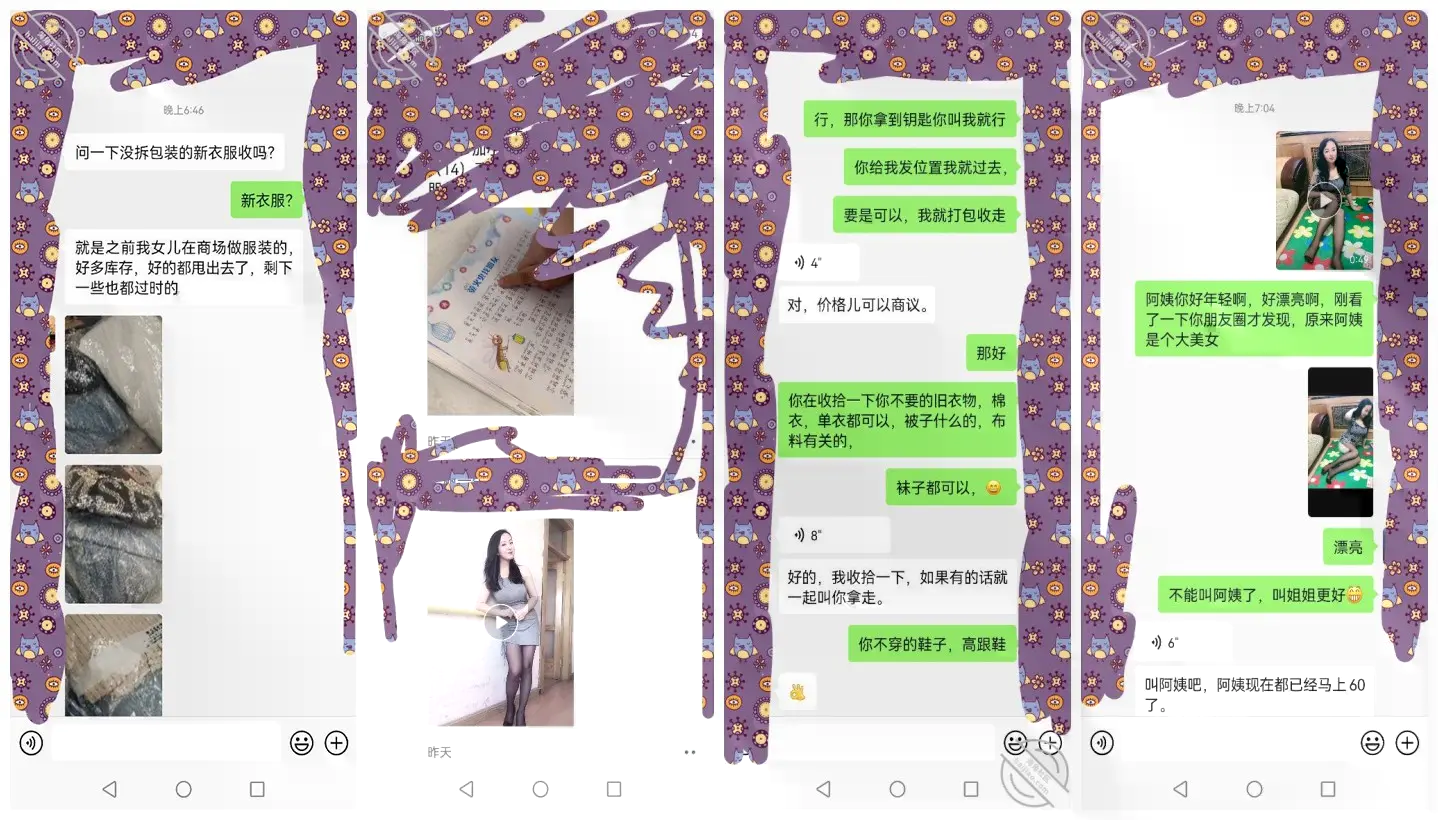 晚上6:46
问一下没拆包装的新衣服收吗?
新衣服?
就是之前我女儿在商场做服装的,
好多库存,好的都甩出去了,剩下
一些也都过时的
(14)
昨天
昨天
行,那你拿到钥匙你叫我就行
你给我发位置我就过去,
要是可以,我就打包收走
4"
对,价格儿可以商议。
那好
你在收拾一下你不要的旧衣物,棉
衣,单衣都可以,被子什么的,布
料有关的,
袜子都可以,
8"
好的,我收拾一下,如果有的话就
一起叫你拿走。
你不穿的鞋子,高跟鞋
haijiao.com
晚上7:04
0:49
阿姨你好年轻啊,好漂亮啊,刚看
了一下你朋友圈才发现,原来阿姨
是个大美女
漂亮
不能叫阿姨了,叫姐姐更好
6"
叫阿姨吧,阿姨现在都已经马上 60
了。